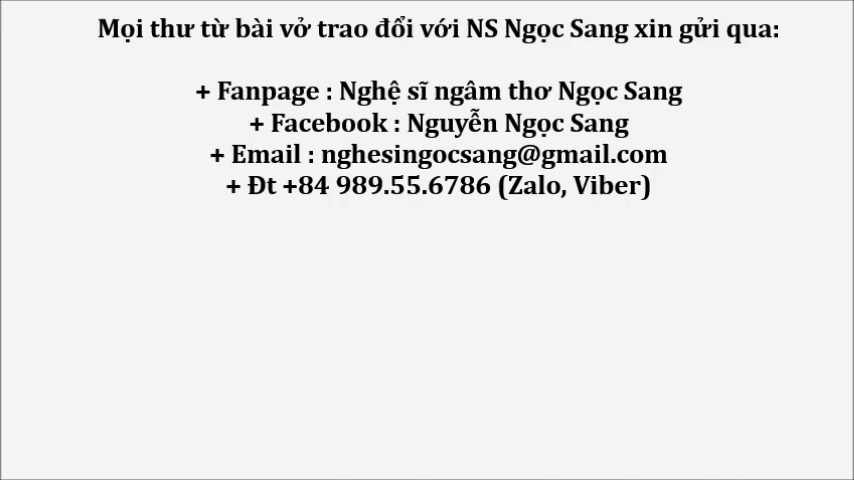 Mọi thư từ bài vở trao đổi với NS Ngọc Sang xin gửi qua:
+ Fanpage : Nghệ sĩ ngâm thơ Ngọc Sang
+ Facebook : Nguyễn Ngọc Sang
+ Email : nghesingocsang@gmail.com
+ Đt +84 989.55.6786 (Zalo, Viber)